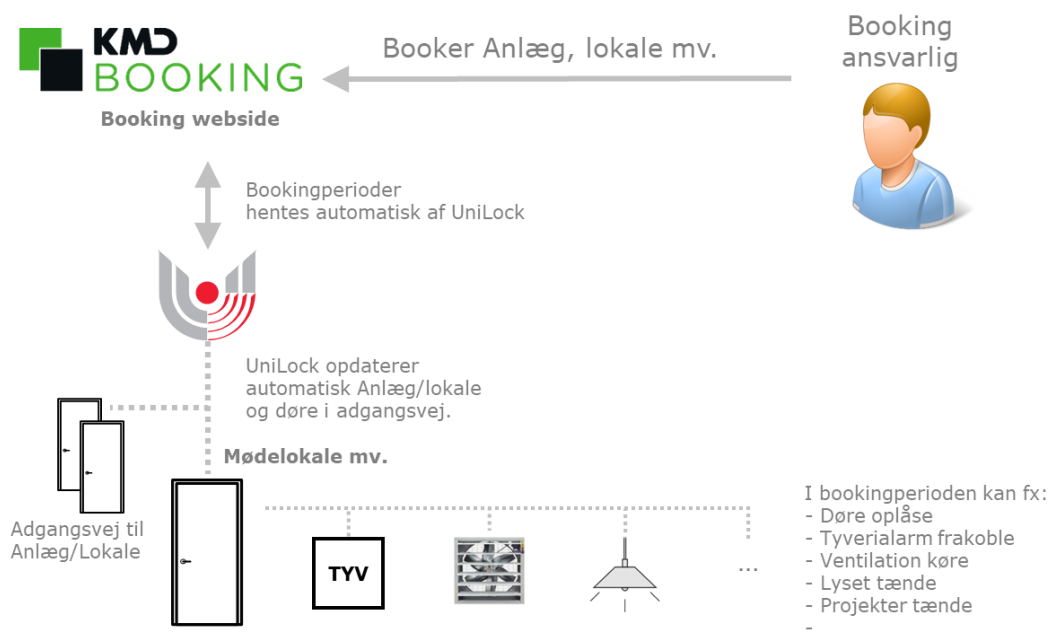 KMD
BOOKING
Booking webside
Booker Anlæg, lokale mv.
Booking
ansvarlig
Bookingperioder
hentes automatisk af UniLock
UniLock opdaterer
automatisk Anlæg/lokale
og døre i adgangsvej.
Mødelokale mv.
Adgangsvej til
Anlæg/Lokale
TYV
...
I bookingperioden kan fx:
- Døre oplåse
- Tyverialarm frakoble
- Ventilation køre
- Lyset tænde
- Projekter tænde
-